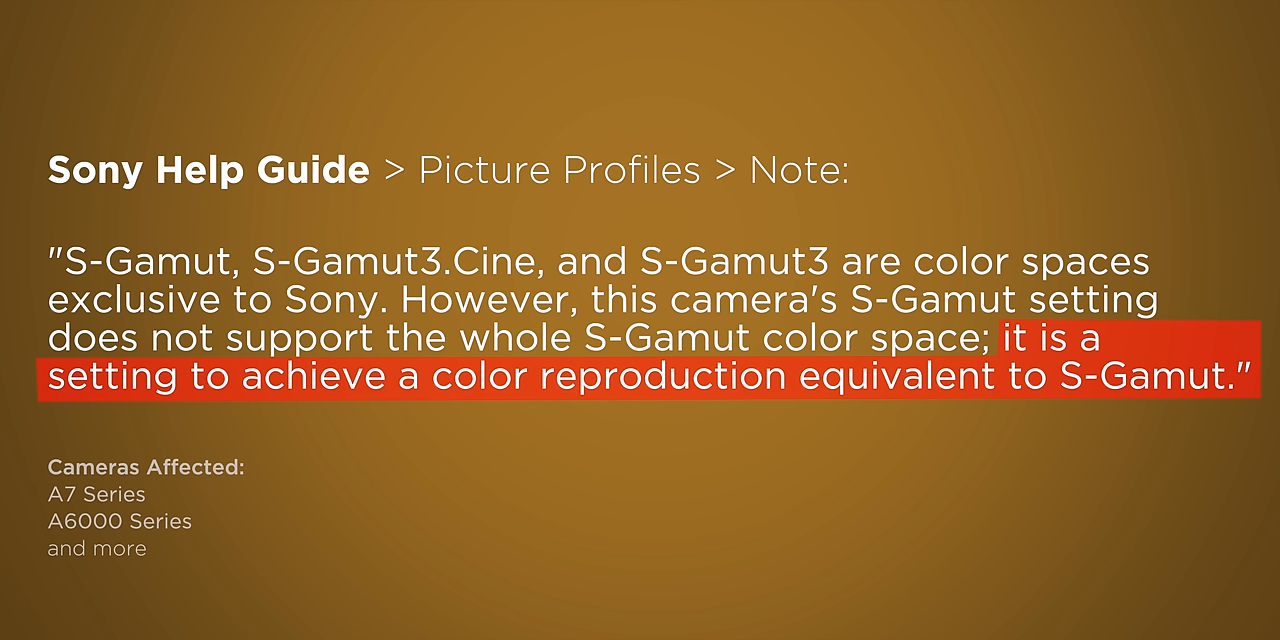 Sony Help Guide > Picture Profiles > Note:
"S-Gamut, S-Gamut3.Cine, and S-Gamut3 are color spaces
exclusive to Sony. However, this camera's S-Gamut setting
does not support the whole S-Gamut color space; it is a
setting to achieve a color reproduction equivalent to S-Gamut."
Cameras Affected:
A7 Series
A6000 Series
and more